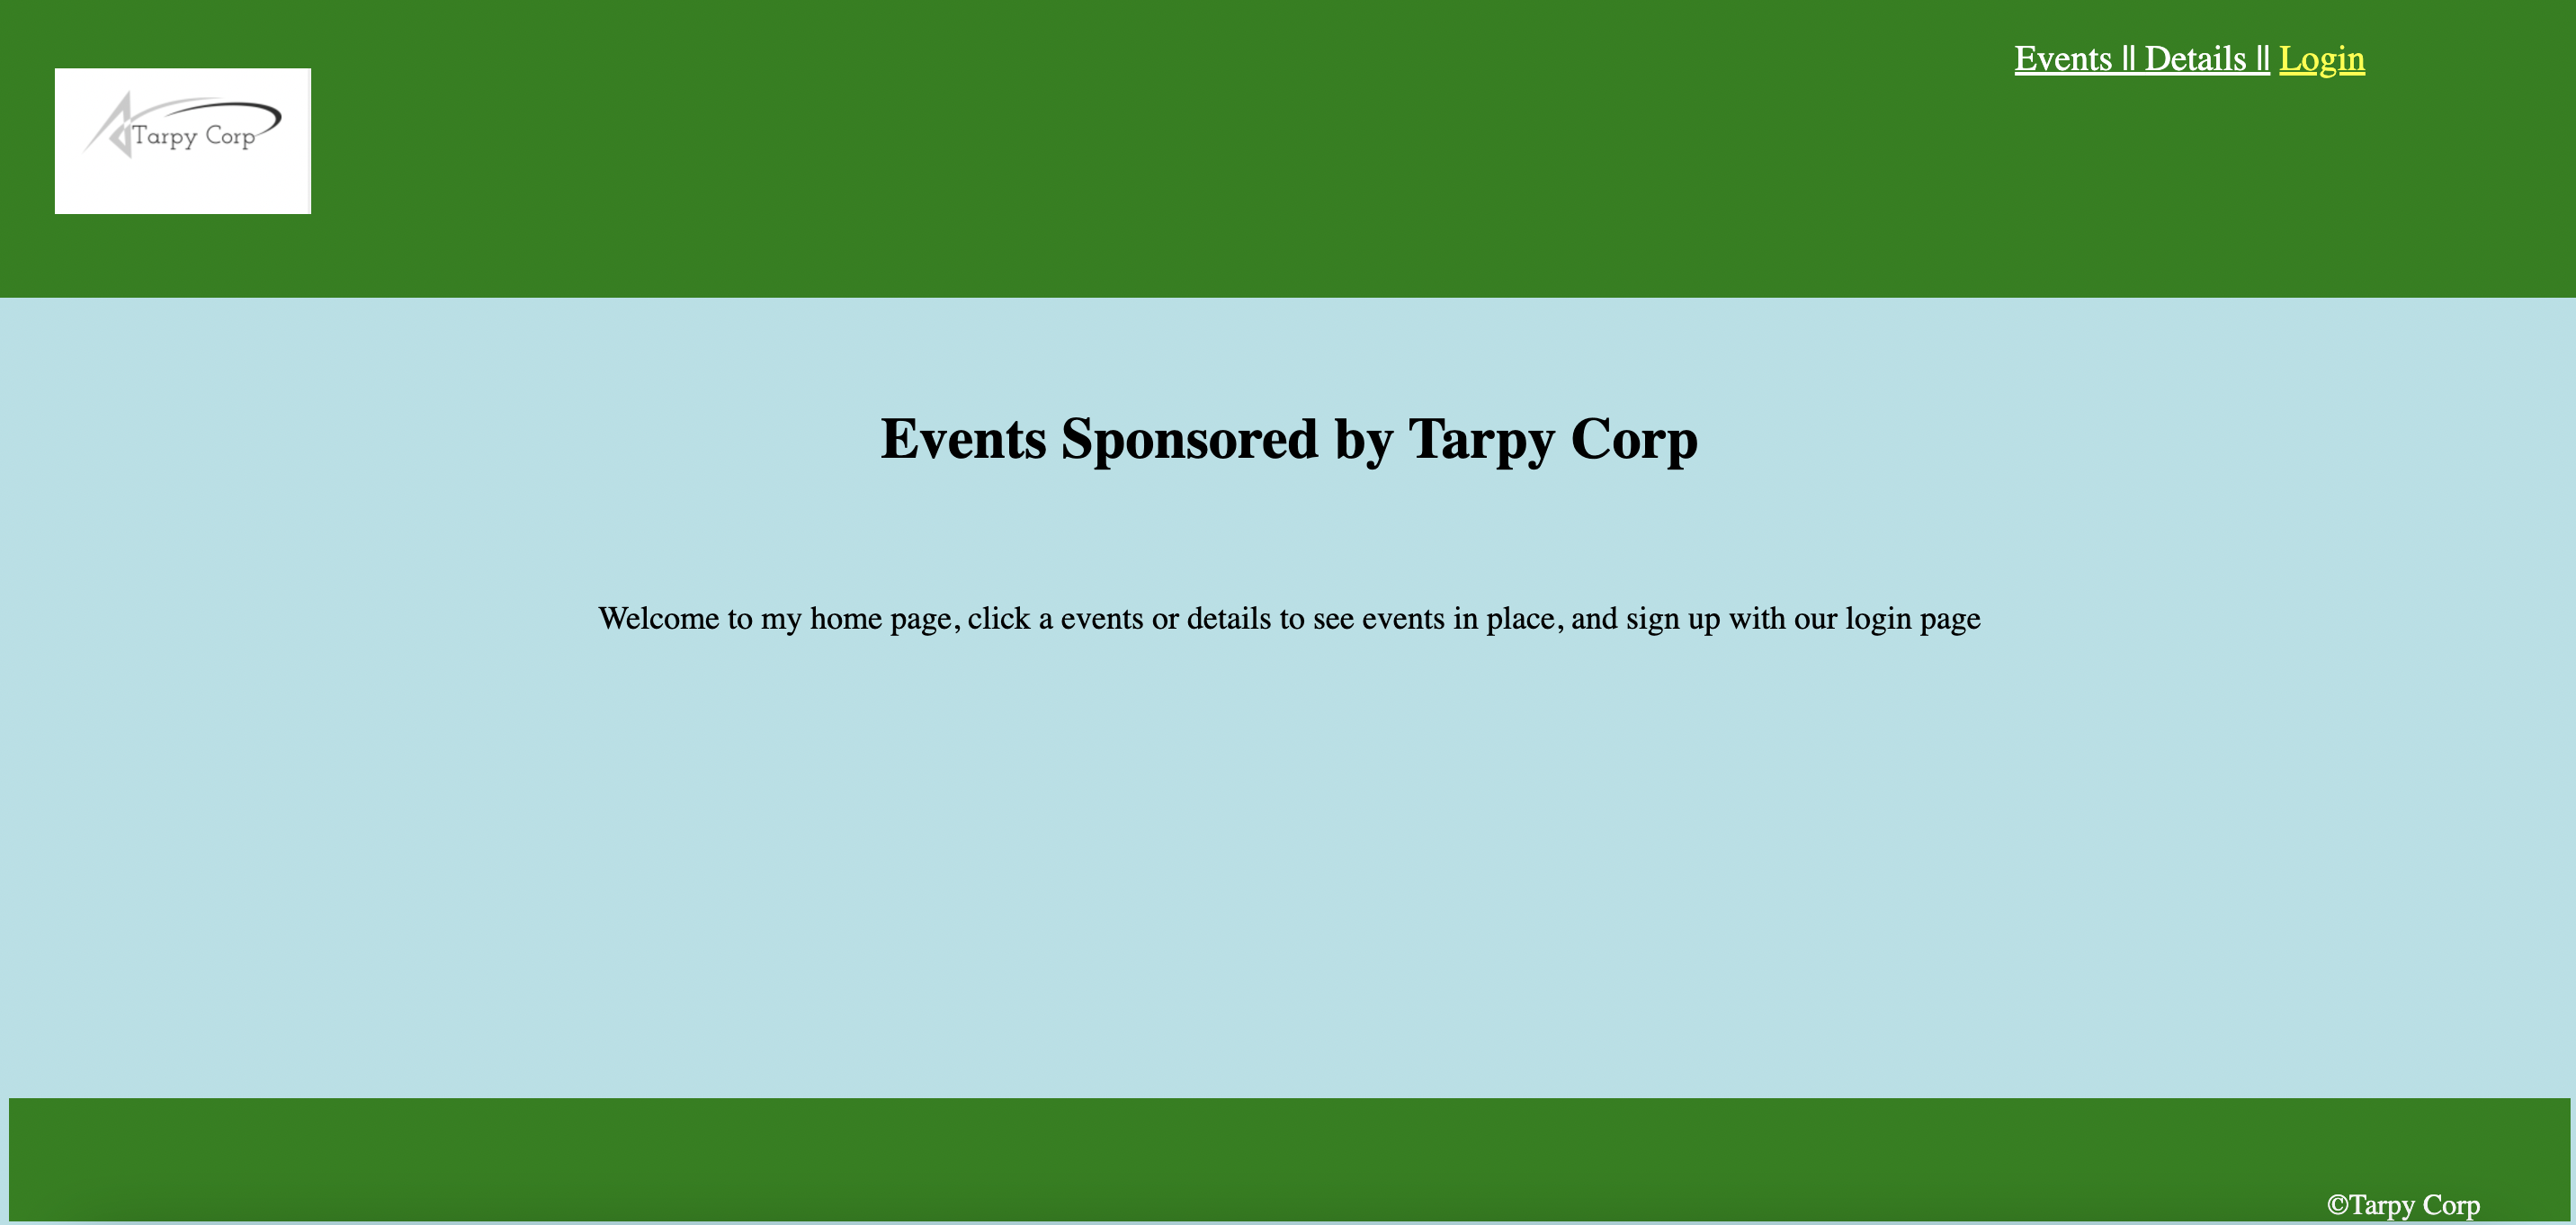 Events || Details || Login
Tarpy Corp
Events Sponsored by Tarpy Corp
Welcome to my home page, click a events or details to see events in place, and sign up with our login page
©Tarpy Corp